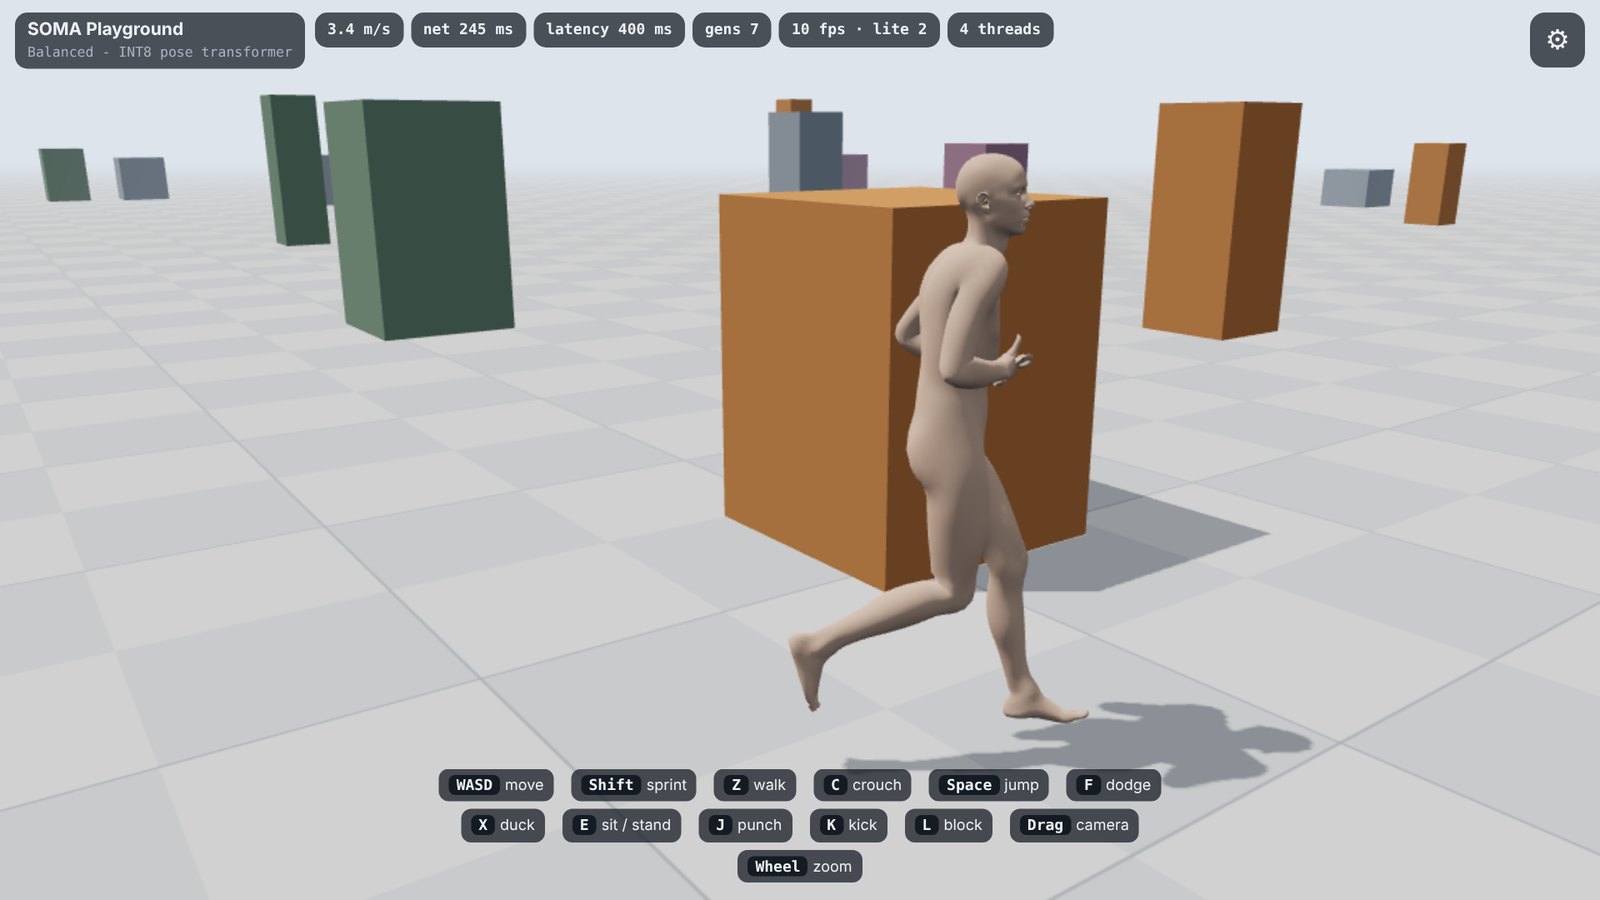 SOMA Playground
Balanced - INT8 pose transformer
3.4 m/s
net 245 ms
latency 400 ms
gens 7
10 fps · lite 2
4 threads
WASD move
Shift sprint
Z walk
C crouch
Space jump
F dodge
X duck
E sit / stand
J punch
K kick
L block
Drag camera
Wheel zoom